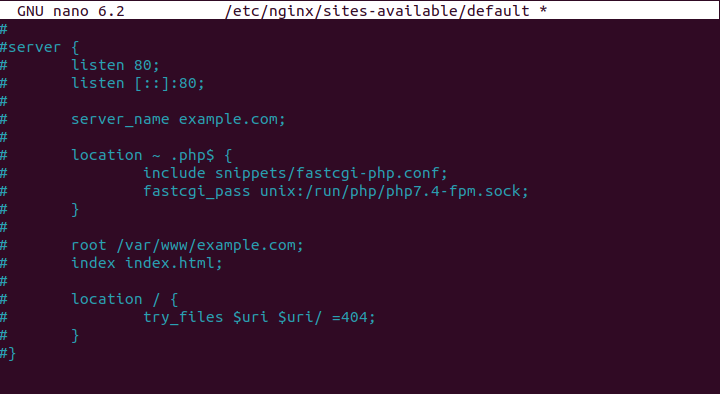 GNU nano 6.2 /etc/nginx/sites-available/default *
#
#server {
# listen 80;
# listen [::]:80;
#
# server_name example.com;
#
# location ~ .php$ {
# include snippets/fastcgi-php.conf;
# fastcgi_pass unix:/run/php/php7.4-fpm.sock;
# }
#
# root /var/www/example.com;
# index index.html;
#
# location / {
# try_files $uri $uri/ =404;
# }
#}